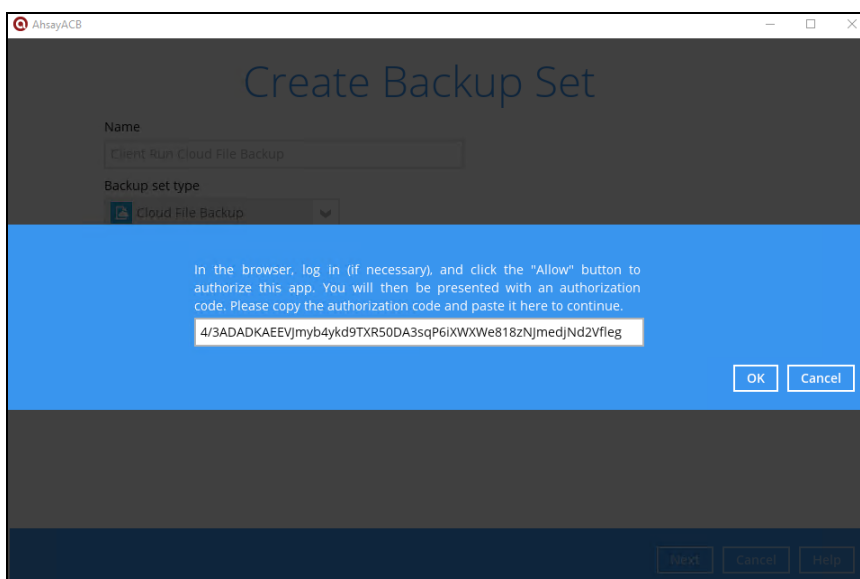 AhsayACB
Create Backup Set
Name
Client Run Cloud File Backup
Backup set type
Cloud File Backup
In the browser, log in (if necessary), and click the "Allow" button to
authorize this app. You will then be presented with an authorization
code. Please copy the authorization code and paste it here to continue.
4/3ADADKAEEVJmyb4ykd9TXR50DA3sqP6iXWXWe818zNJmedjNd2Vfleg
OK Cancel
Next Cancel Help